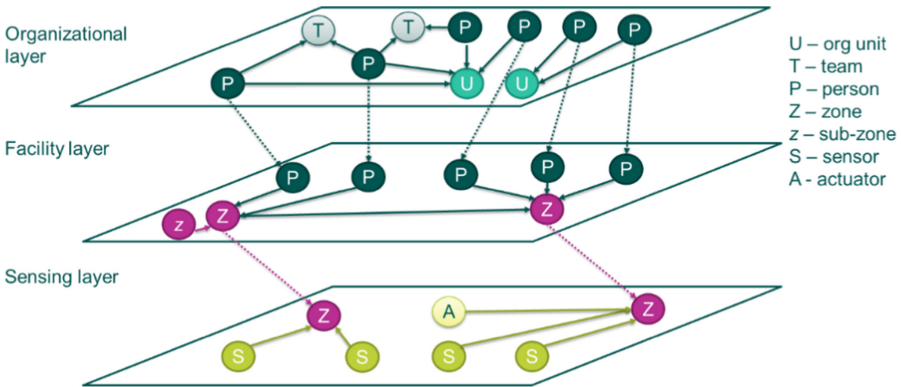 Organizational
layer
T
T
P
P
P
P
P
P
U
U
U – org unit
T – team
P – person
Z – zone
z – sub-zone
S – sensor
A - actuator
Facility layer
P
P
P
P
P
z
Z
Z
Sensing layer
Z
A
Z
S
S
S
S